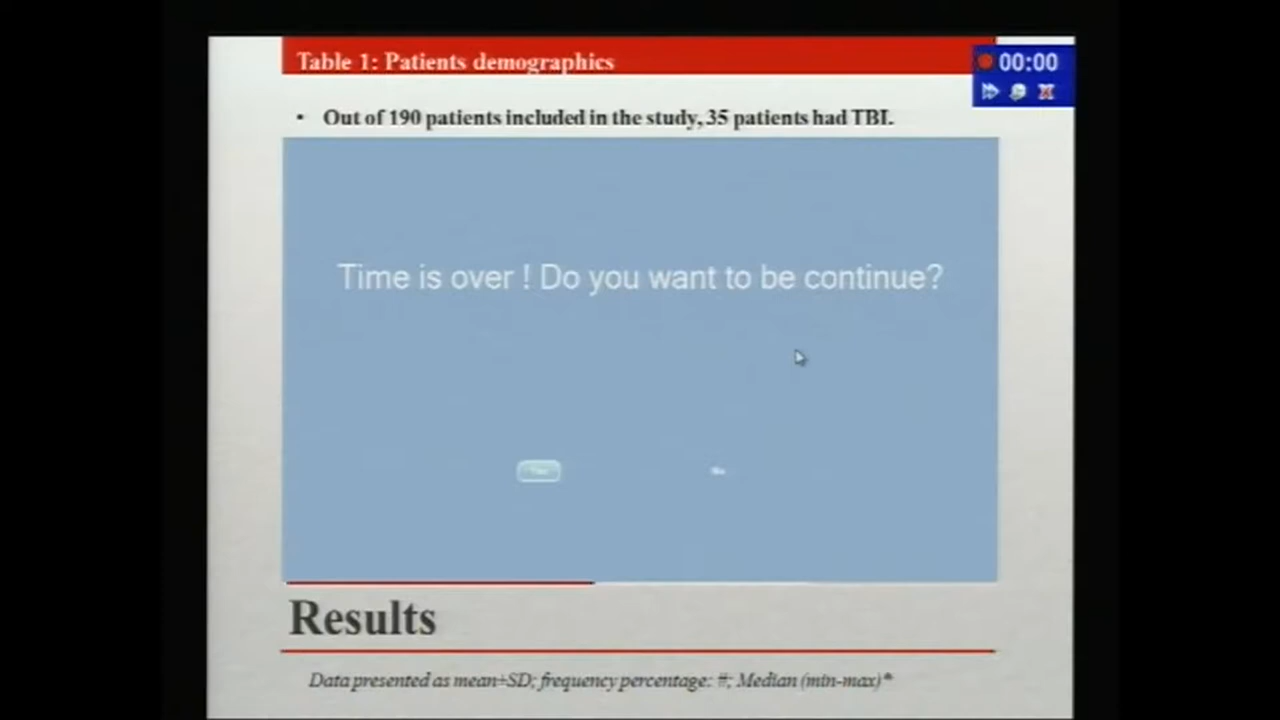 Table 1: Patients demographics
00:00
• Out of 190 patients included in the study, 35 patients had TBI.
Time is over ! Do you want to be continue?
Results
Data presented as mean±SD; frequency percentage: #; Median (min-max)*